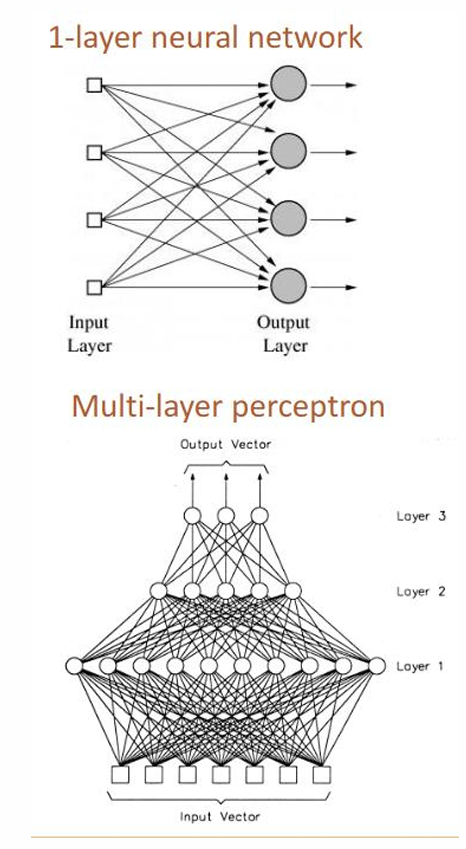 1-layer neural network
Input
Layer
Output
Layer
Multi-layer perceptron
Output Vector
Layer 3
Layer 2
Layer 1
Input Vector